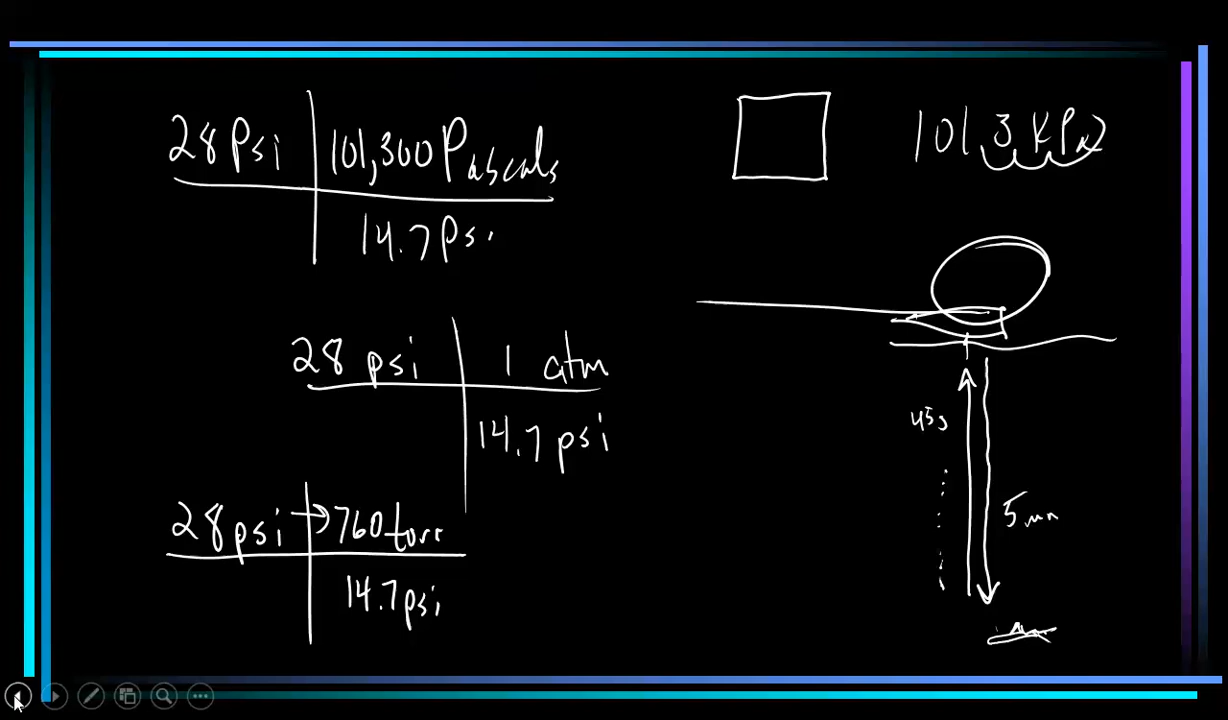 28 Psi 101,300 Pascals
14.7 Psi
28 psi 1 atm
14.7 psi
28 psi 760 torr
14.7 psi
101.3 kPa
45s
5 min